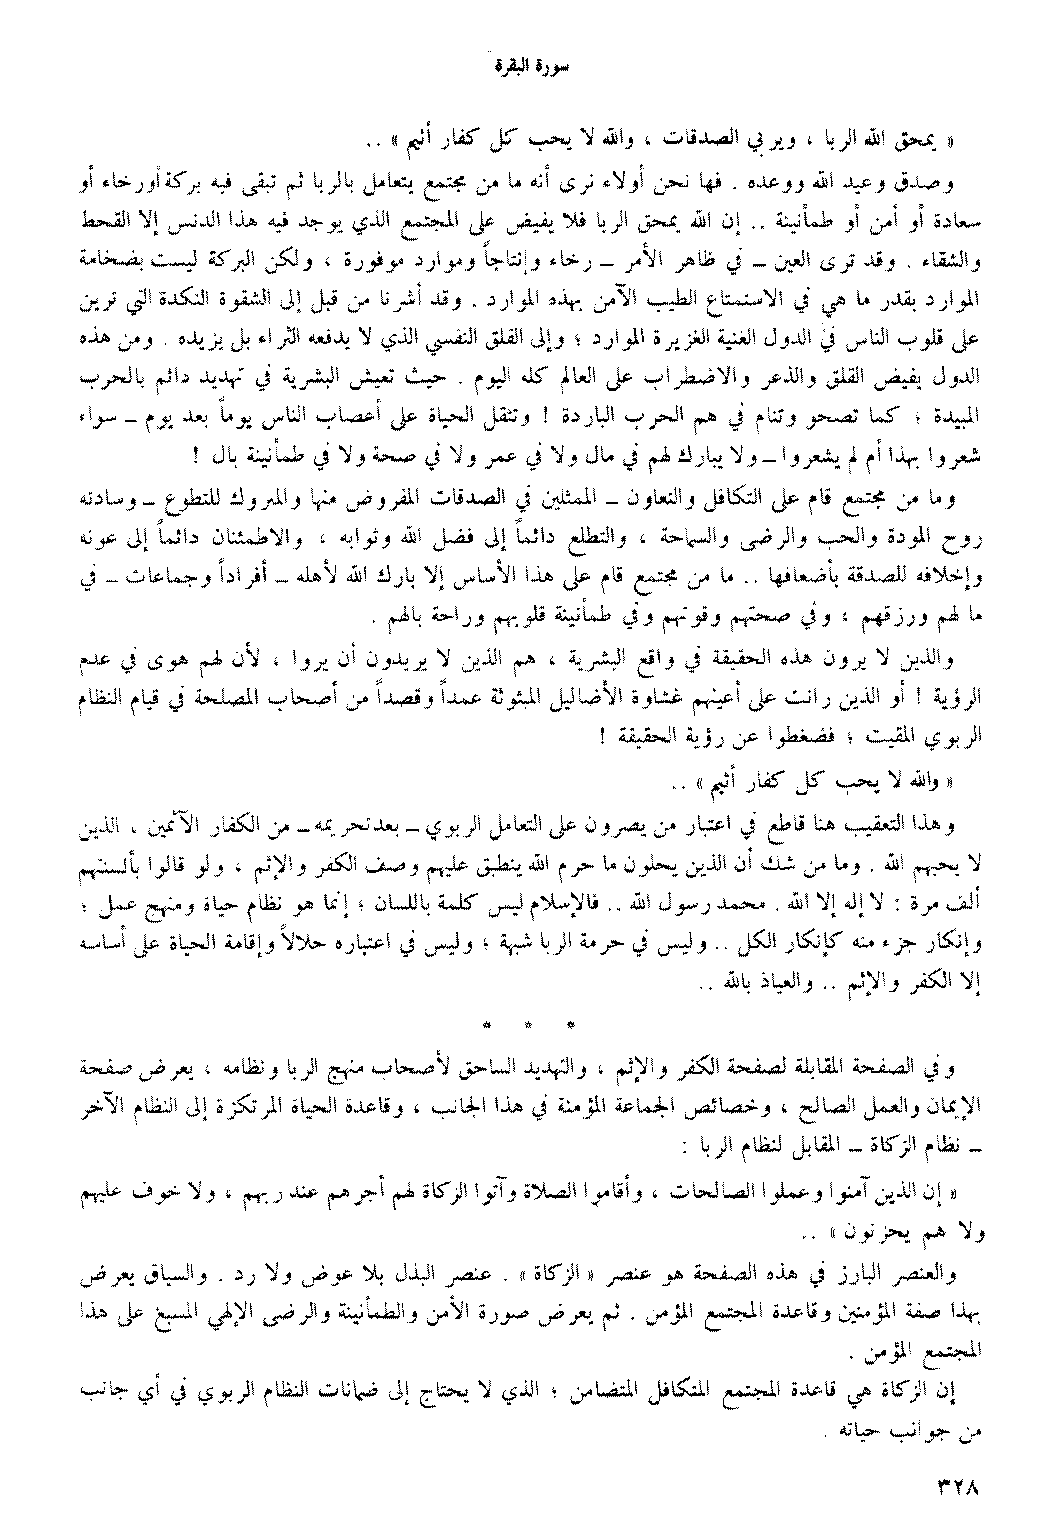 سورة البقرة
« يمحق الله الربا ، ويربي الصدقات ، والله لا يحب كل كفار أثيم » ..
وصدق وعيد الله ووعده . فها نحن أولاء نرى أنه ما من مجتمع يتعامل بالربا ثم تبقى فيه بركة أو رخاء أو
سعادة أو أمن أو طمأنينة .. إن الله يمحق الربا فلا يفيض على المجتمع الذي يوجد فيه هذا الدنس إلا القحط
والشقاء . وقد ترى العين – في ظاهر الأمر – رخاء وإنتاجاً وموارد موفورة ، ولكن البركة ليست بضخامة
الموارد بقدر ما هي في الاستمتاع الطيب الآمن بهذه الموارد . وقد أشرنا من قبل إلى الشقوة النكدة التي ترين
على قلوب الناس في الدول الغنية الغزيرة الموارد ؛ وإلى القلق النفسي الذي لا يدفعه الثراء بل يزيده . ومن هذه
الدول يفيض القلق والذعر والاضطراب على العالم كله اليوم . حيث تعيش البشرية في تهديد دائم بالحرب
المبيدة ؛ كما تصحو وتنام في هم الحرب الباردة ! وتثقل الحياة على أعصاب الناس يوماً بعد يوم – سواء
شعروا بهذا أم لم يشعروا – ولا يبارك لهم في مال ولا في عمر ولا في صحة ولا في طمأنينة بال !
وما من مجتمع قام على التكافل والتعاون – الممثلين في الصدقات المفروض منها والمتروك للتطوع – وسادته
روح المودة والحب والرضى والسماحة ، والتطلع دائماً إلى فضل الله وثوابه ، والاطمئنان دائماً إلى عونه
وإخلافه للصدقة بأضعافها .. ما من مجتمع قام على هذا الأساس إلا بارك الله لأهله – أفراداً وجماعات – في
ما لهم ورزقهم ، وفي صحتهم وقوتهم وفي طمأنينة قلوبهم وراحة بالهم .
والذين لا يرون هذه الحقيقة في واقع البشرية ، هم الذين لا يريدون أن يروا ، لأن لهم هوى في عدم
الرؤية ! أو الذين رانت على أعينهم غشاوة الأضاليل المبثوثة عمداً وقصداً من أصحاب المصلحة في قيام النظام
الربوي المقيت ؛ فضغطوا عن رؤية الحقيقة !
« والله لا يحب كل كفار أثيم » ..
وهذا التعقيب هنا قاطع في اعتبار من يصرون على التعامل الربوي – بعد تحريمه – من الكفار الآثمين ، الذين
لا يحبهم الله . وما من شك أن الذين يحلون ما حرم الله ينطبق عليهم وصف الكفر والإثم ، ولو قالوا بألسنتهم
ألف مرة : لا إله إلا الله . محمد رسول الله .. فالإسلام ليس كلمة باللسان ؛ إنما هو نظام حياة ومنهج عمل ؛
وإنكار جزء منه كإنكار الكل .. وليس في حرمة الربا شبهة ؛ وليس في اعتباره حلالاً وإقامة الحياة على أساسه
إلا الكفر والإثم .. والعياذ بالله ..
* * *
وفي الصفحة المقابلة لصفحة الكفر والإثم ، والتهديد الساحق لأصحاب منهج الربا ونظامه ، يعرض صفحة
الإيمان والعمل الصالح ، وخصائص الجماعة المؤمنة في هذا الجانب ، وقاعدة الحياة المرتكزة إلى النظام الآخر
– نظام الزكاة – المقابل لنظام الربا :
« إن الذين آمنوا وعملوا الصالحات ، وأقاموا الصلاة وآتوا الزكاة لهم أجرهم عند ربهم ، ولا خوف عليهم
ولا هم يحزنون » ..
والعنصر البارز في هذه الصفحة هو عنصر « الزكاة » . عنصر البذل بلا عوض ولا رد . والسياق يعرض
بهذا صفة المؤمنين وقاعدة المجتمع المؤمن . ثم يعرض صورة الأمن والطمأنينة والرضى الإلهي المسبغ على هذا
المجتمع المؤمن .
إن الزكاة هي قاعدة المجتمع المتكافل المتضامن ؛ الذي لا يحتاج إلى ضمانات النظام الربوي في أي جانب
من جوانب حياته .
٣٢٨